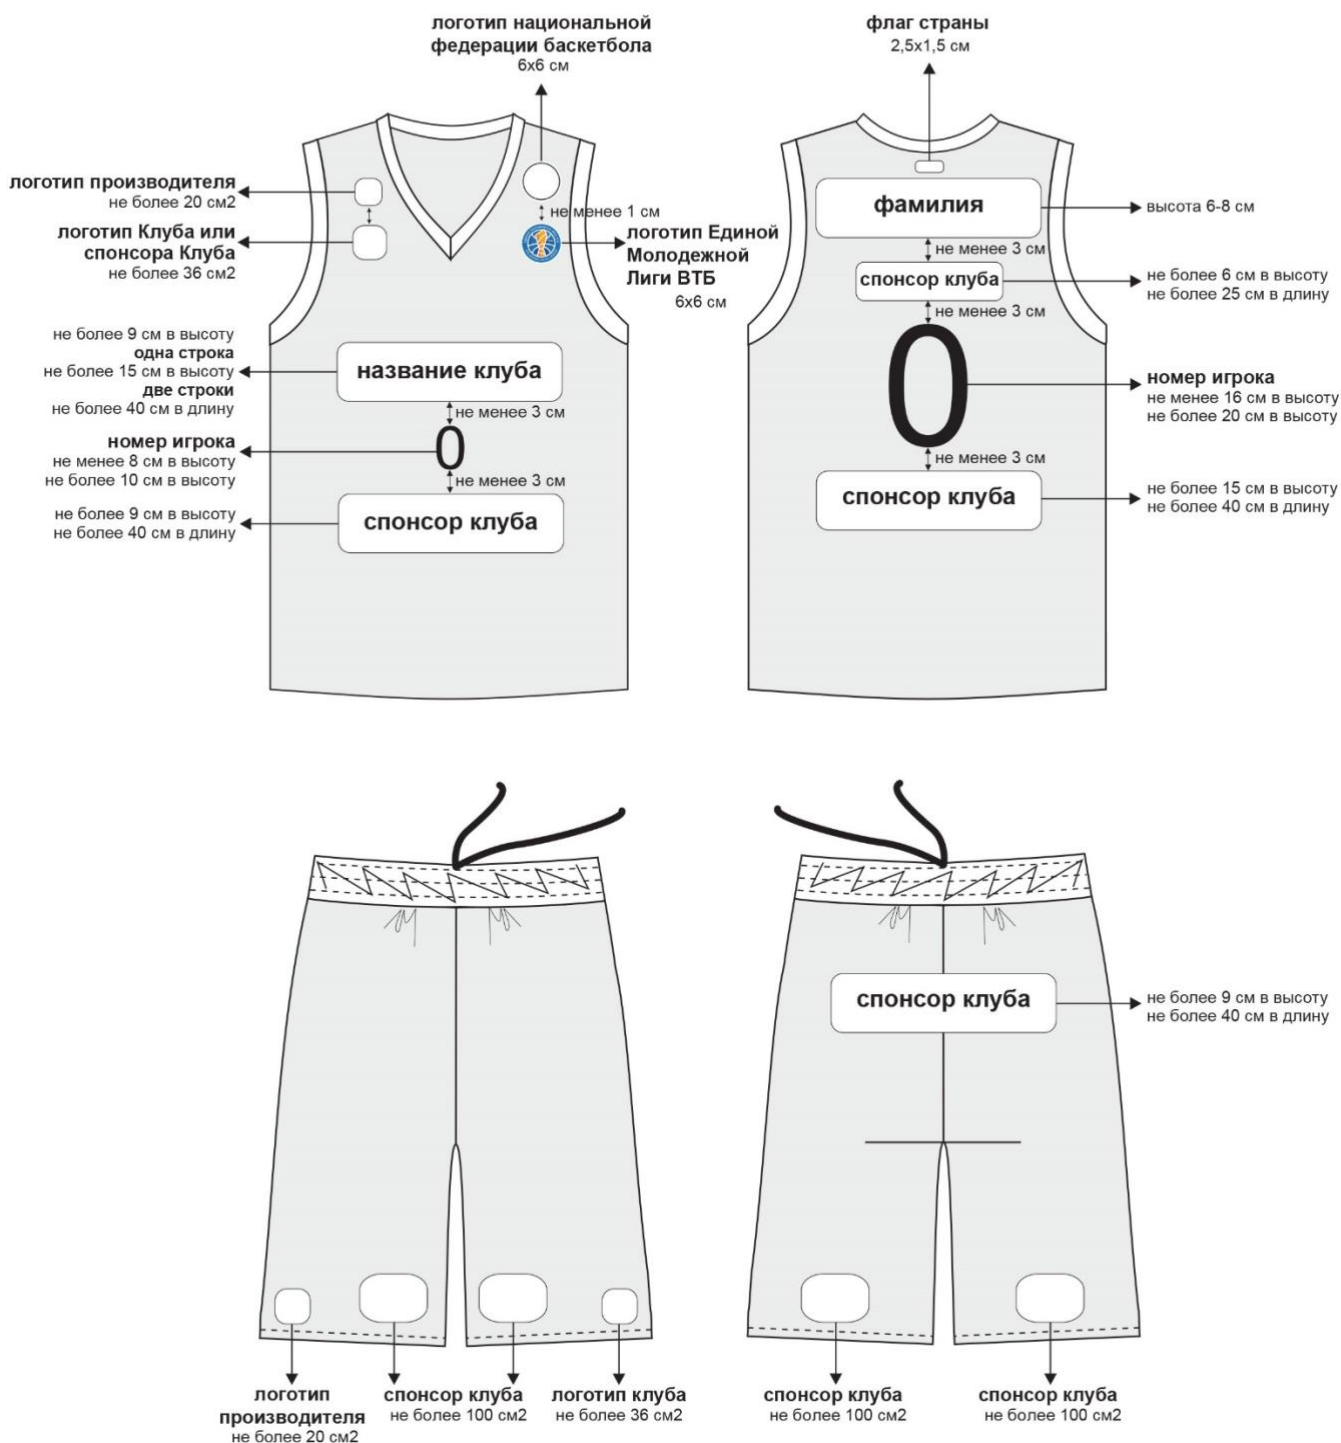 логотип национальной
федерации баскетбола
6х6 см
флаг страны
2,5х1,5 см
логотип производителя
не более 20 см2
логотип Клуба или
спонсора Клуба
не более 36 см2
не менее 1 см
логотип Единой
Молодежной
Лиги ВТБ
6х6 см
не более 9 см в высоту
одна строка
не более 15 см в высоту
две строки
не более 40 см в длину
название клуба
не менее 3 см
номер игрока
не менее 8 см в высоту
не более 10 см в высоту
0
не менее 3 см
не более 9 см в высоту
не более 40 см в длину
спонсор клуба
фамилия
высота 6-8 см
не менее 3 см
спонсор клуба
не более 6 см в высоту
не более 25 см в длину
не менее 3 см
0
номер игрока
не менее 16 см в высоту
не более 20 см в высоту
не менее 3 см
спонсор клуба
не более 15 см в высоту
не более 40 см в длину
спонсор клуба
не более 9 см в высоту
не более 40 см в длину
логотип
производителя
не более 20 см2
спонсор клуба
не более 100 см2
логотип клуба
не более 36 см2
спонсор клуба
не более 100 см2
спонсор клуба
не более 100 см2